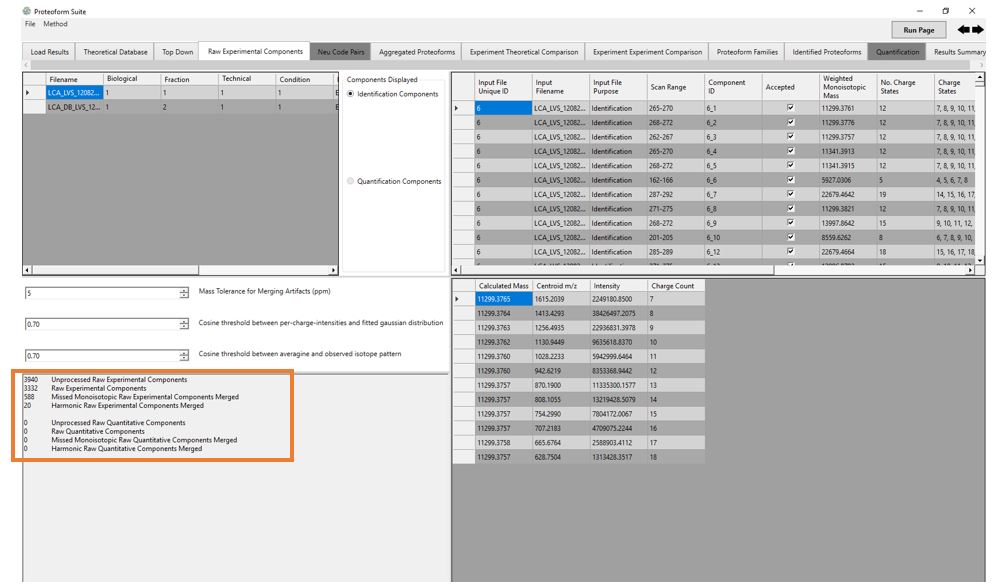 Proteoform Suite
File Method
Run Page
Load Results Theoretical Database Top Down Raw Experimental Components Neu Code Pairs Aggregated Proteoforms Experiment Theoretical Comparison Experiment Experiment Comparison Proteoform Families Identified Proteoforms Quantification Results Summary
Filename Biological Fraction Technical Condition
LCA_LVS_12082... 1 1 1 1
LCA_DB_LVS_12... 1 2 1 1
Components Displayed
Identification Components
Quantification Components
Input File Unique ID Input Filename Input File Purpose Scan Range Component ID Accepted Weighted Monoisotopic Mass No. Charge States Charge States
6 LCA_LVS_12082... Identification 265-270 6_1 11299.3761 12 7, 8, 9, 10, 11,
6 LCA_LVS_12082... Identification 268-272 6_2 11299.3776 12 7, 8, 9, 10, 11,
6 LCA_LVS_12082... Identification 262-267 6_3 11299.3757 12 7, 8, 9, 10, 11,
6 LCA_LVS_12082... Identification 265-270 6_4 11341.3913 12 7, 8, 9, 10, 11,
6 LCA_LVS_12082... Identification 268-272 6_5 11341.3915 12 7, 8, 9, 10, 11,
6 LCA_LVS_12082... Identification 162-166 6_6 5927.0306 5 4, 5, 6, 7, 8
6 LCA_LVS_12082... Identification 287-292 6_7 22679.4642 19 14, 15, 16, 17,
6 LCA_LVS_12082... Identification 271-275 6_8 11299.3821 12 7, 8, 9, 10, 11,
6 LCA_LVS_12082... Identification 268-272 6_9 13997.8642 15 9, 10, 11, 12,
6 LCA_LVS_12082... Identification 201-205 6_10 8559.6262 8 6, 7, 8, 9, 10,
6 LCA_LVS_12082... Identification 285-289 6_12 22679.4664 18 15, 16, 17, 18,
5 Mass Tolerance for Merging Artifacts (ppm)
0.70 Cosine threshold between per-charge-intensities and fitted gaussian distribution
0.70 Cosine threshold between averagine and observed isotope pattern
3940 Unprocessed Raw Experimental Components
3332 Raw Experimental Components
588 Missed Monoisotopic Raw Experimental Components Merged
20 Harmonic Raw Experimental Components Merged
0 Unprocessed Raw Quantitative Components
0 Raw Quantitative Components
0 Missed Monoisotopic Raw Quantitative Components Merged
0 Harmonic Raw Quantitative Components Merged
Calculated Mass Centroid m/z Intensity Charge Count
11299.3765 1615.2039 2249180.8500 7
11299.3764 1413.4293 38426497.2075 8
11299.3763 1256.4935 22936831.3978 9
11299.3762 1130.9449 9635618.8370 10
11299.3760 1028.2233 5942999.6464 11
11299.3760 942.6219 8353368.9442 12
11299.3757 870.1900 11335300.1577 13
11299.3757 808.1055 13219428.5079 14
11299.3757 754.2990 7804172.0067 15
11299.3757 707.2183 4709075.2244 16
11299.3758 665.6764 2588903.4112 17
11299.3757 628.7504 1313428.3517 18